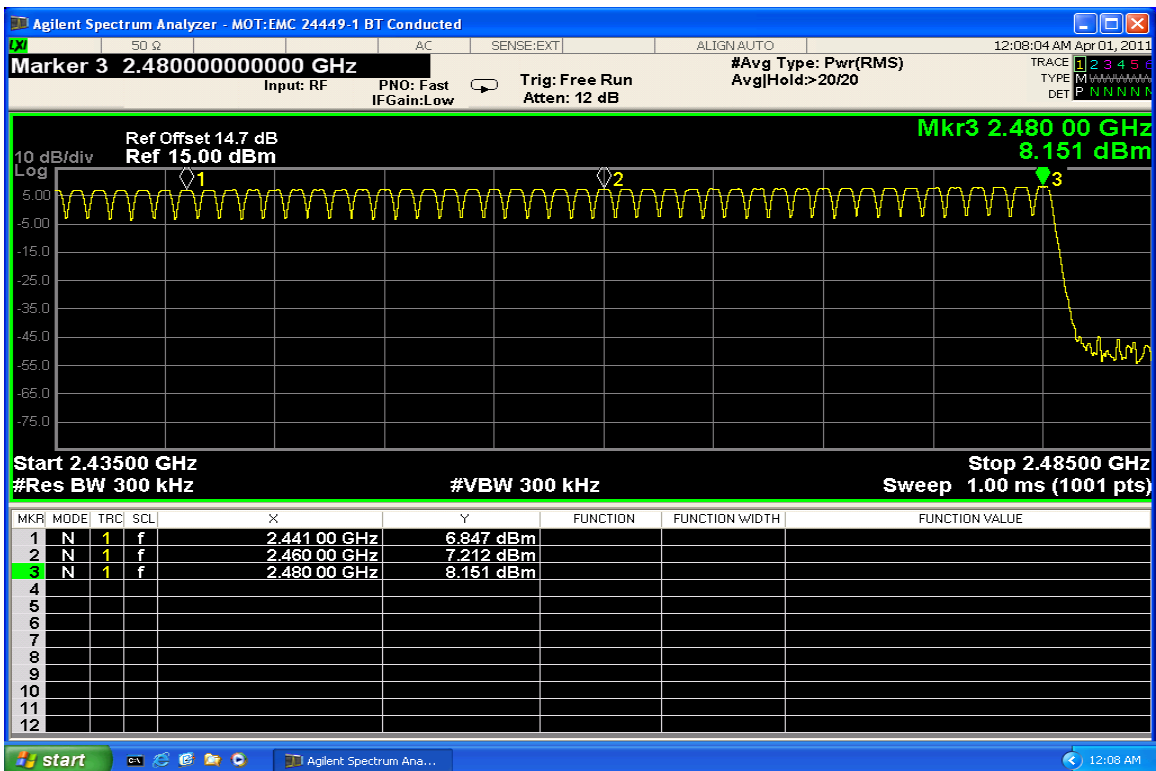 Agilent Spectrum Analyzer - MOT:EMC 24449-1 BT Conducted
LXI 50 Ω AC SENSE:EXT ALIGN AUTO 12:08:04 AM Apr 01, 2011
Marker 3 2.480000000000 GHz
Input: RF
PNO: Fast
IFGain:Low
Trig: Free Run
Atten: 12 dB
#Avg Type: Pwr(RMS)
Avg|Hold:>20/20
TRACE 1 2 3 4 5 6
TYPE M
DET P N N N N N
Mkr3 2.480 00 GHz
8.151 dBm
Ref Offset 14.7 dB
10 dB/div Ref 15.00 dBm
Log
1
2
3
5.00
-5.00
-15.0
-25.0
-35.0
-45.0
-55.0
-65.0
-75.0
Start 2.43500 GHz Stop 2.48500 GHz
#Res BW 300 kHz #VBW 300 kHz Sweep 1.00 ms (1001 pts)
MKR MODE TRC SCL X Y FUNCTION FUNCTION WIDTH FUNCTION VALUE
1 N 1 f 2.441 00 GHz 6.847 dBm
2 N 1 f 2.460 00 GHz 7.212 dBm
3 N 1 f 2.480 00 GHz 8.151 dBm
4
5
6
7
8
9
10
11
12
start Agilent Spectrum Ana... 12:08 AM